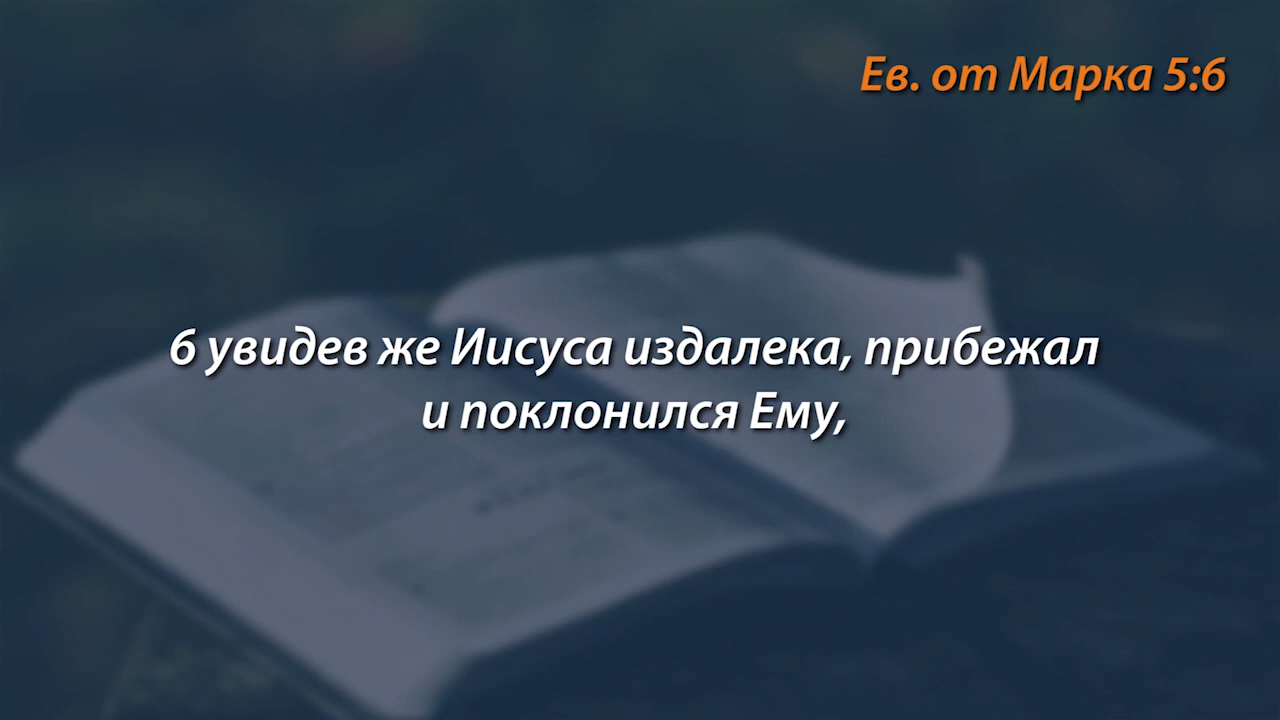 Ев. от Марка 5:6
6 увидев же Иисуса издалека, прибежал
и поклонился Ему,